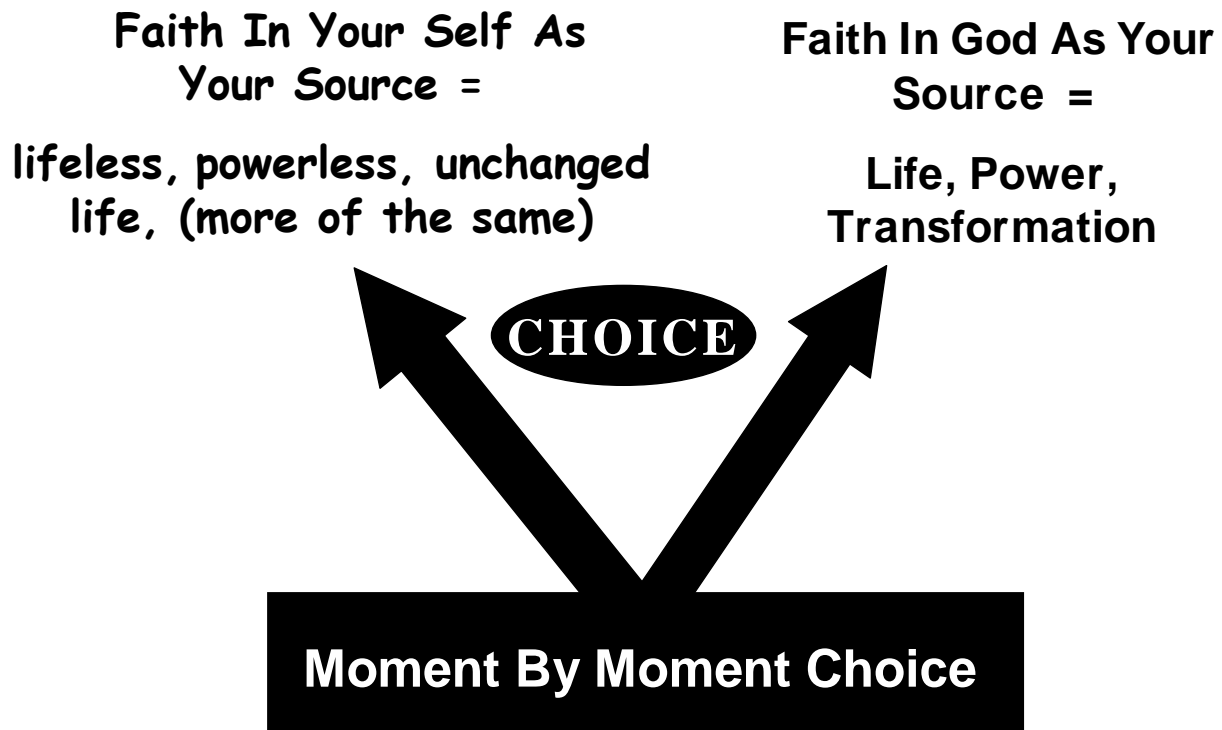 Faith In Your Self As
Your Source =
lifeless, powerless, unchanged
life, (more of the same)
Faith In God As Your
Source =
Life, Power,
Transformation
CHOICE
Moment By Moment Choice